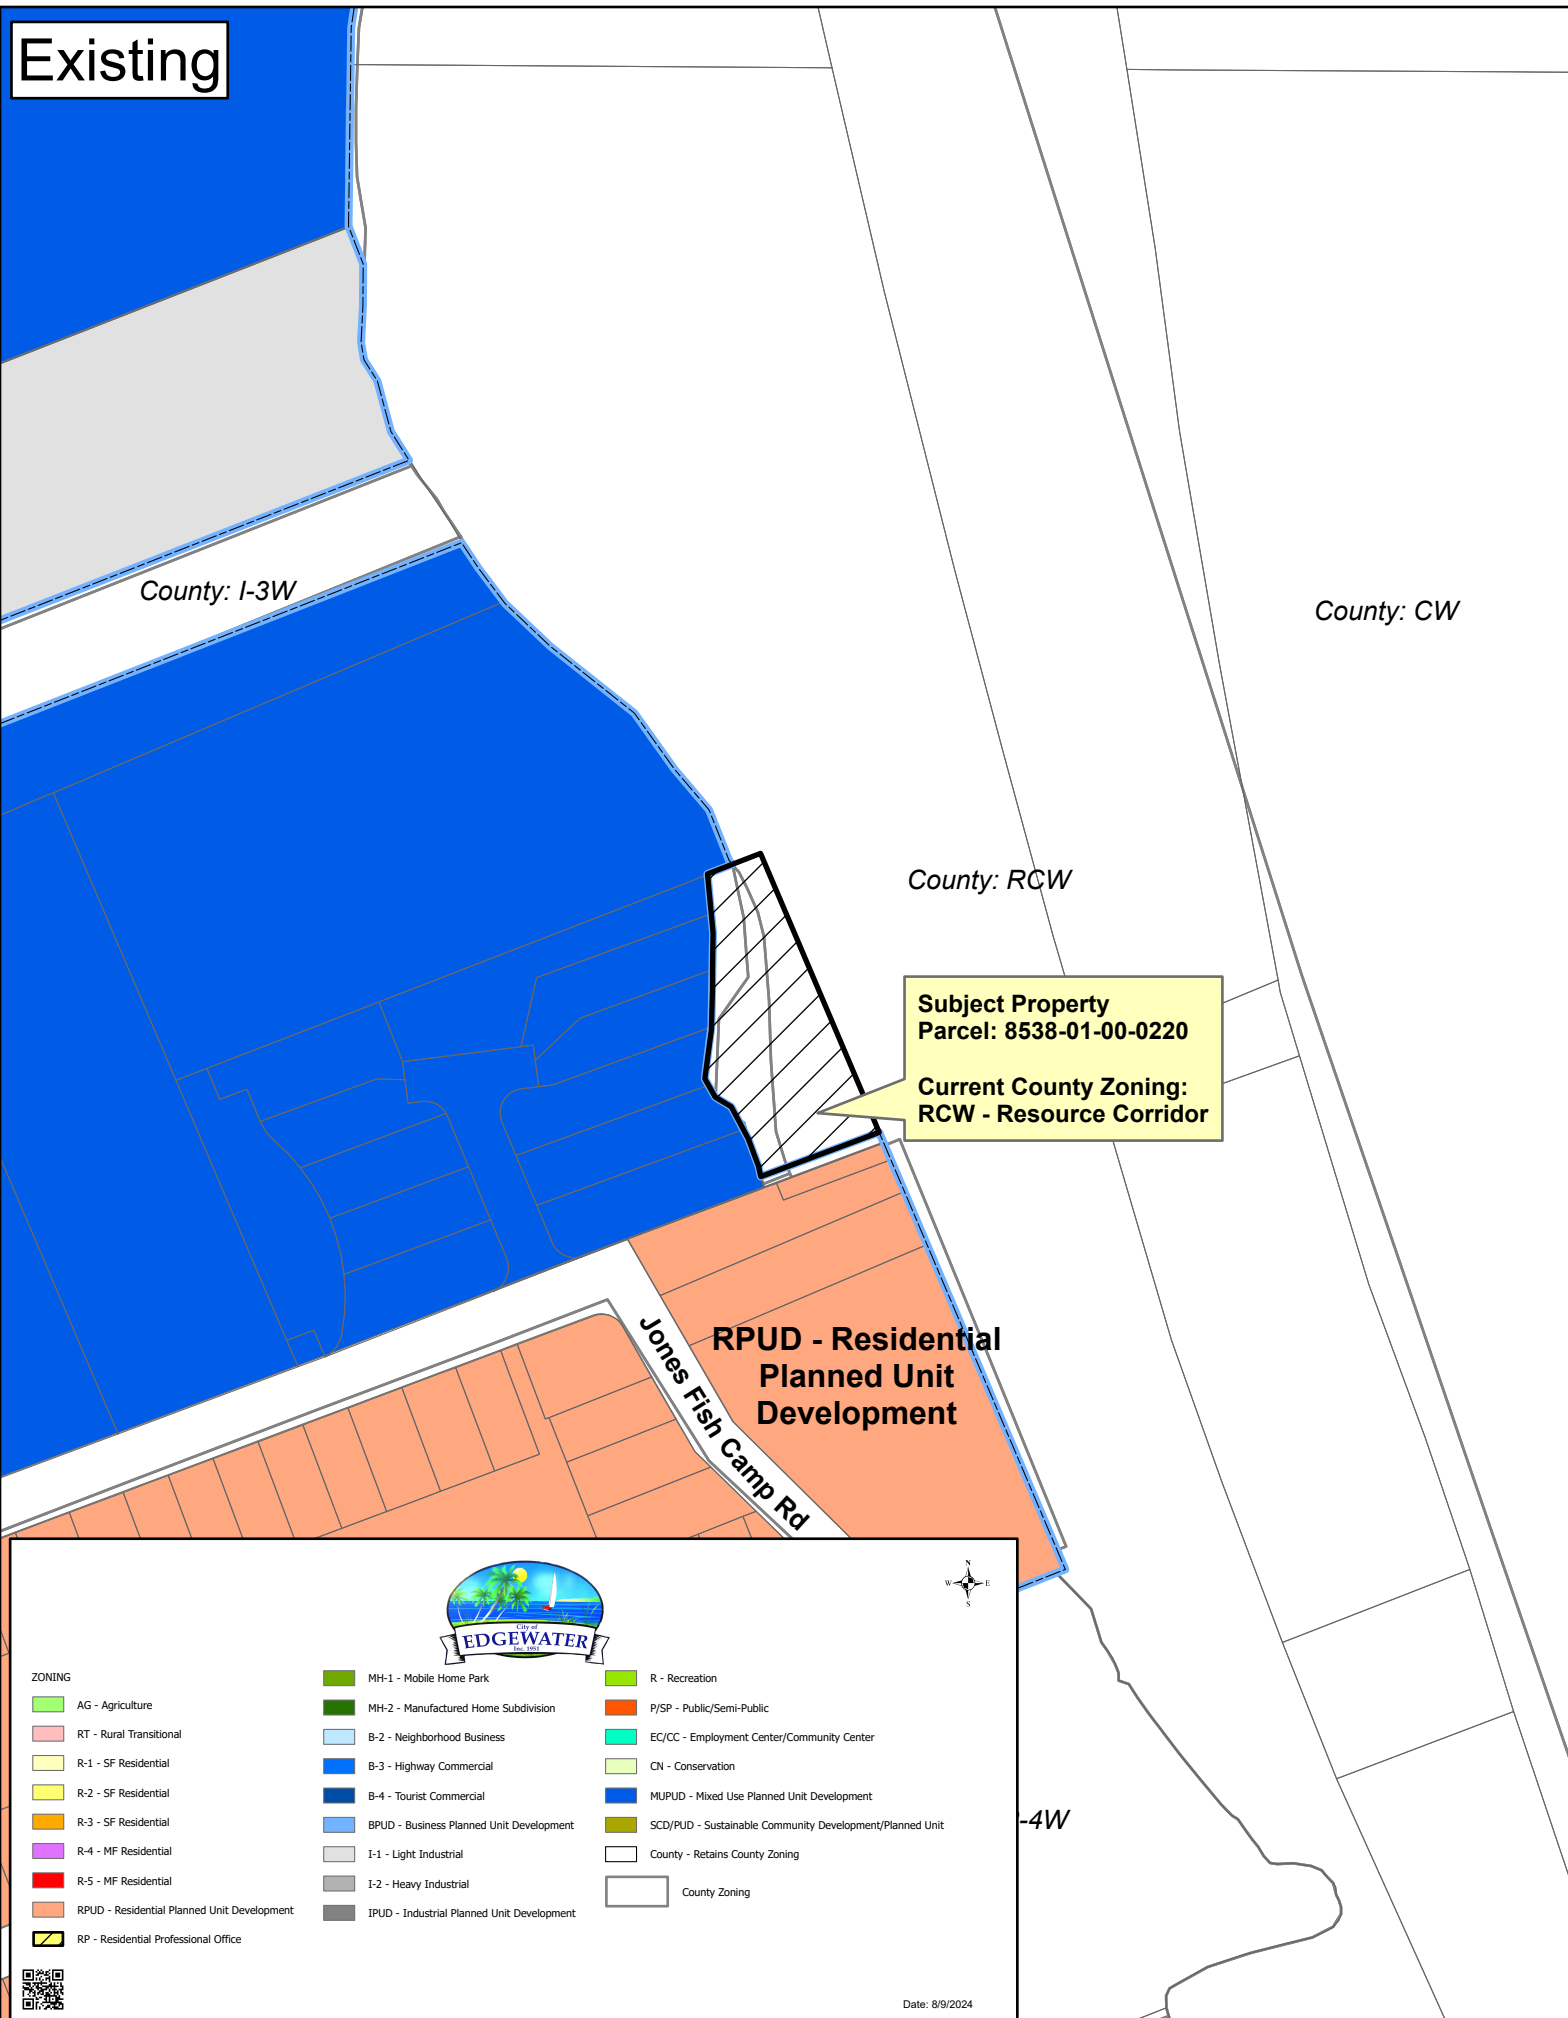 Existing
County: I-3W
County: CW
County: RCW
Subject Property
Parcel: 8538-01-00-0220
Current County Zoning:
RCW - Resource Corridor
RPUD - Residential
Planned Unit
Development
Jones Fish Camp Rd
-4W
City of
EDGEWATER
Inc. 1951
N
W
E
S
ZONING
AG - Agriculture
RT - Rural Transitional
R-1 - SF Residential
R-2 - SF Residential
R-3 - SF Residential
R-4 - MF Residential
R-5 - MF Residential
RPUD - Residential Planned Unit Development
RP - Residential Professional Office
MH-1 - Mobile Home Park
MH-2 - Manufactured Home Subdivision
B-2 - Neighborhood Business
B-3 - Highway Commercial
B-4 - Tourist Commercial
BPUD - Business Planned Unit Development
I-1 - Light Industrial
I-2 - Heavy Industrial
IPUD - Industrial Planned Unit Development
R - Recreation
P/SP - Public/Semi-Public
EC/CC - Employment Center/Community Center
CN - Conservation
MUPUD - Mixed Use Planned Unit Development
SCD/PUD - Sustainable Community Development/Planned Unit
County - Retains County Zoning
County Zoning
Date: 8/9/2024